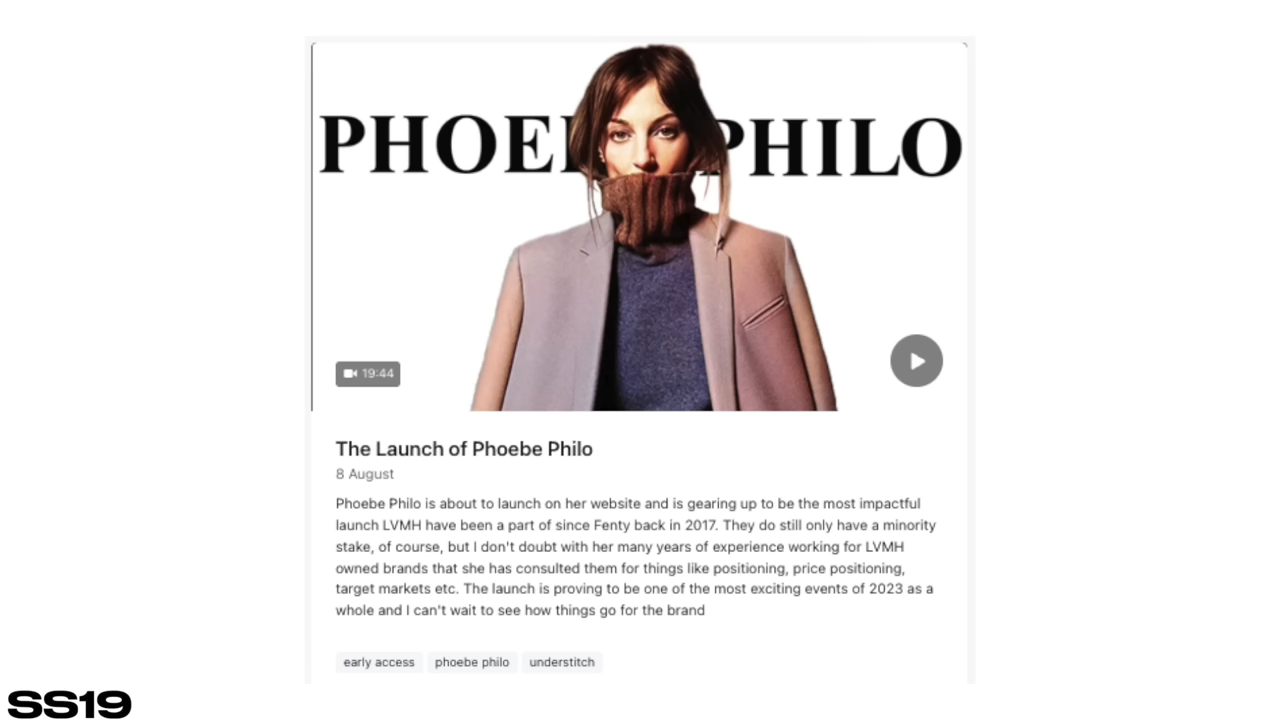 PHOEB PHILO
19:44
The Launch of Phoebe Philo
8 August
Phoebe Philo is about to launch on her website and is gearing up to be the most impactful
launch LVMH have been a part of since Fenty back in 2017. They do still only have a minority
stake, of course, but I don't doubt with her many years of experience working for LVMH
owned brands that she has consulted them for things like positioning, price positioning,
target markets etc. The launch is proving to be one of the most exciting events of 2023 as a
whole and I can't wait to see how things go for the brand
early access phoebe philo understitch
SS19